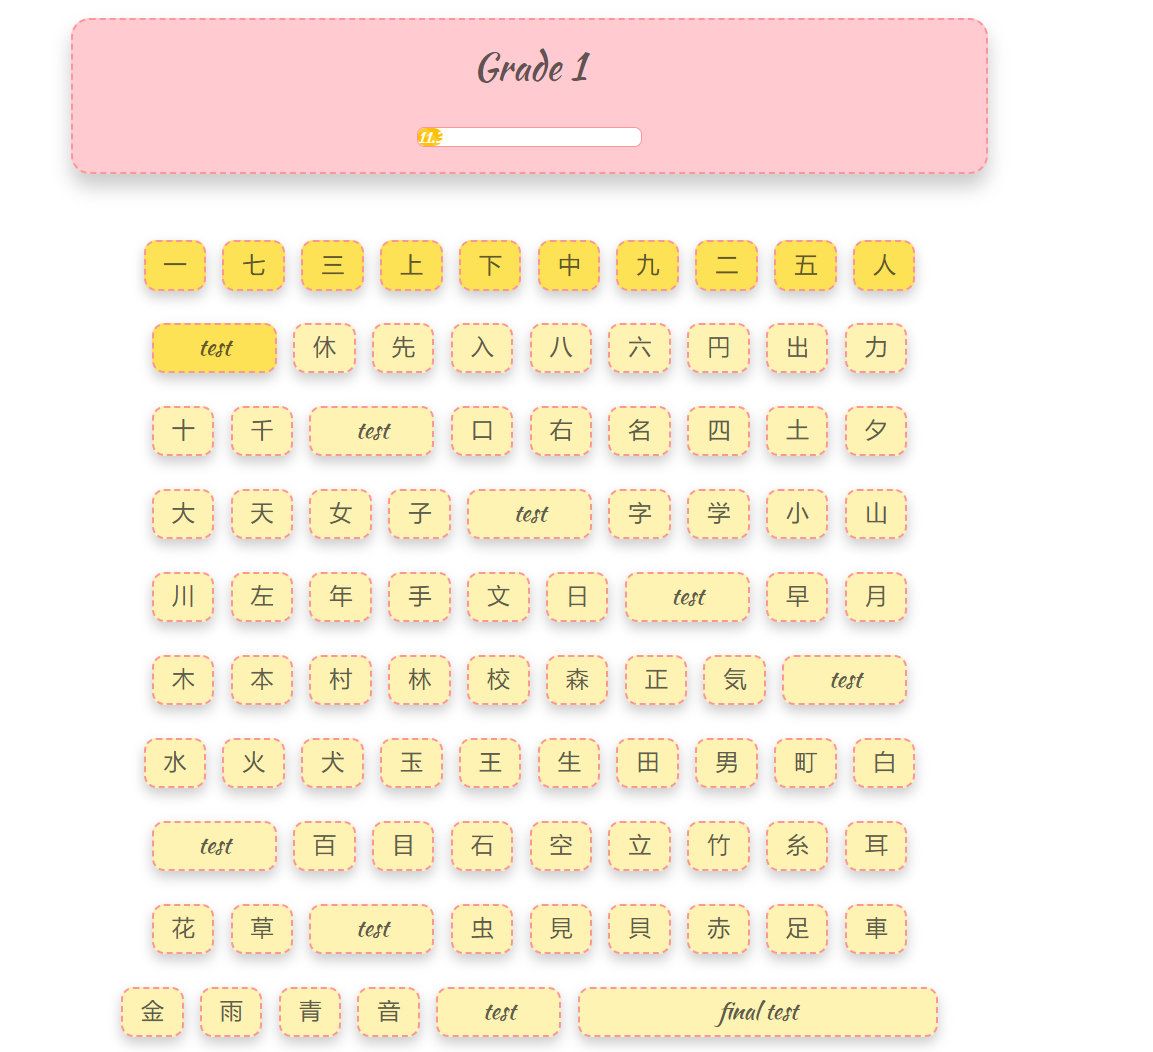 Grade 1
11.
一 七 三 上 下 中 九 二 五 人
test 休 先 入 八 六 円 出 力
十 千 test 口 右 名 四 土 夕
大 天 女 子 test 字 学 小 山
川 左 年 手 文 日 test 早 月
木 本 村 林 校 森 正 気 test
水 火 犬 玉 王 生 田 男 町 白
test 百 目 石 空 立 竹 糸 耳
花 草 test 虫 見 貝 赤 足 車
金 雨 青 音 test final test